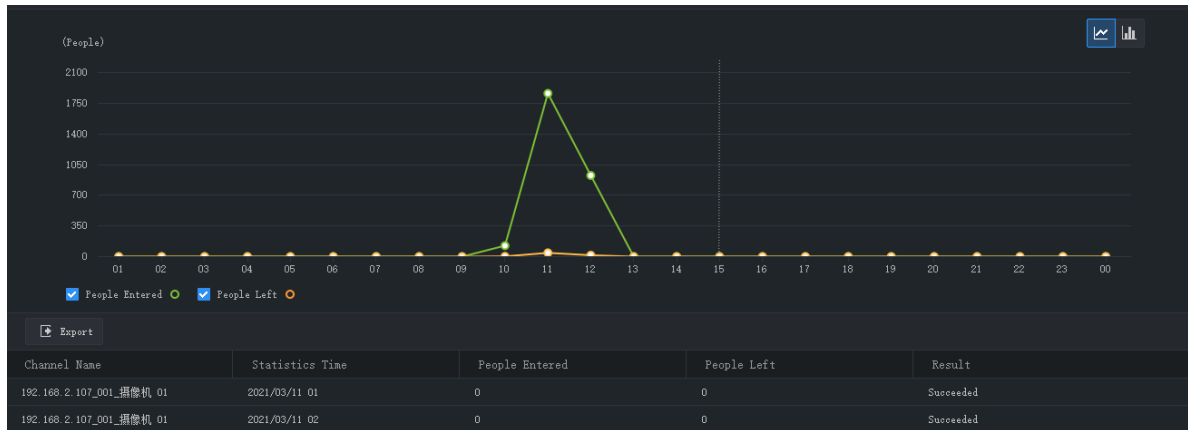 (People)
2100
1750
1400
1050
700
350
0
01 02 03 04 05 06 07 08 09 10 11 12 13 14 15 16 17 18 19 20 21 22 23 00
People Entered People Left
Export
Channel Name Statistics Time People Entered People Left Result
192.168.2.107_001_摄像机 01 2021/03/11 01 0 0 Succeeded
192.168.2.107_001_摄像机 01 2021/03/11 02 0 0 Succeeded